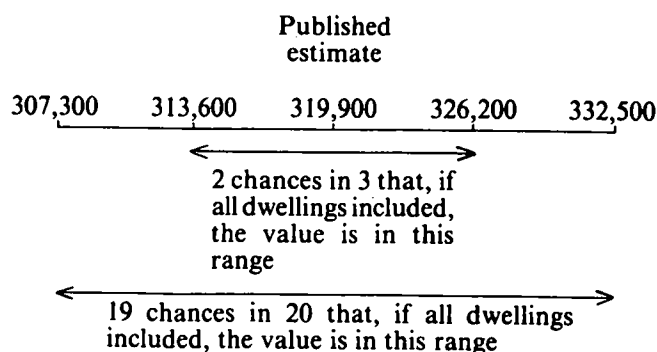 Published
estimate
307,300 313,600 319,900 326,200 332,500
2 chances in 3 that, if
all dwellings included,
the value is in this
range
19 chances in 20 that, if all dwellings
included, the value is in this range